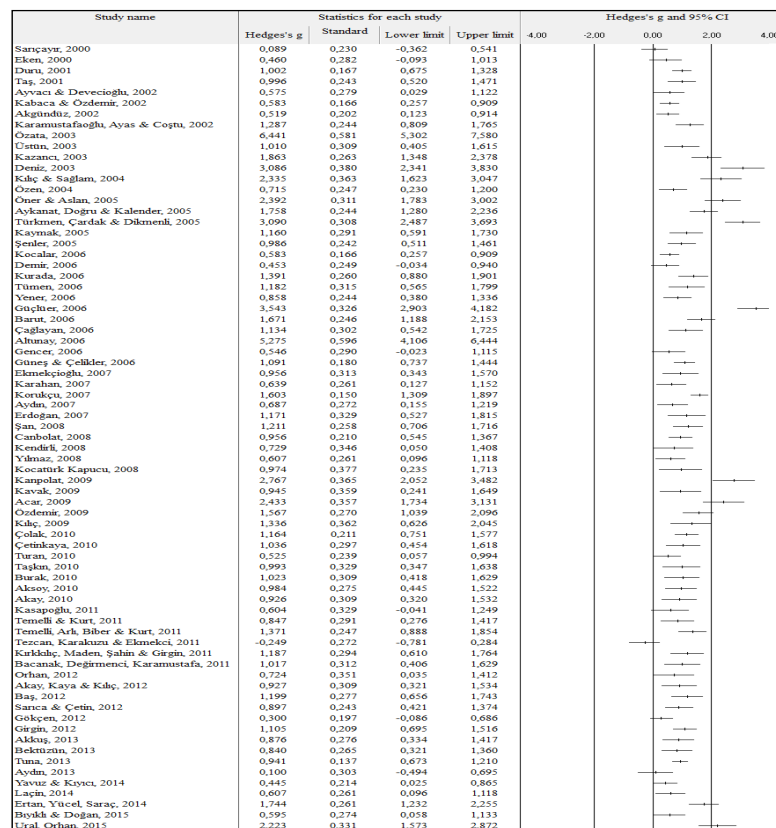 Study name Statistics for each study Hedges's g and 95% CI
Hedges's g Standard Lower limit Upper limit -4.00 -2,00 0,00 2,00 4,00
Sarıçayır, 2000 0,089 0,230 -0,362 0,541
Eken, 2000 0,460 0,282 -0,093 1,013
Duru, 2001 1,002 0,167 0,675 1,328
Taş, 2001 0,996 0,243 0,520 1,471
Ayvacı & Devecioğlu, 2002 0,575 0,279 0,029 1,122
Kabaca & Özdemir, 2002 0,583 0,166 0,257 0,909
Akgündüz, 2002 0,519 0,202 0,123 0,914
Karamustafaoğlu, Ayas & Coştu, 2002 1,287 0,244 0,809 1,765
Özata, 2003 6,441 0,581 5,302 7,580
Üstün, 2003 1,010 0,309 0,405 1,615
Kazancı, 2003 1,863 0,263 1,348 2,378
Deniz, 2003 3,086 0,380 2,341 3,830
Kılıç & Sağlam, 2004 2,335 0,363 1,623 3,047
Özen, 2004 0,715 0,247 0,230 1,200
Öner & Aslan, 2005 2,392 0,311 1,783 3,002
Aykanat, Doğru & Kalender, 2005 1,758 0,244 1,280 2,236
Türkmen, Çardak & Dikmenli, 2005 3,090 0,308 2,487 3,693
Kaymak, 2005 1,160 0,291 0,591 1,730
Şenler, 2005 0,986 0,242 0,511 1,461
Kocalar, 2006 0,583 0,166 0,257 0,909
Demir, 2006 0,453 0,249 -0,034 0,940
Kurada, 2006 1,391 0,260 0,880 1,901
Tümen, 2006 1,182 0,315 0,565 1,799
Yener, 2006 0,858 0,244 0,380 1,336
Güçlüer, 2006 3,543 0,326 2,903 4,182
Barut, 2006 1,671 0,246 1,188 2,153
Çağlayan, 2006 1,134 0,302 0,542 1,725
Altunay, 2006 5,275 0,596 4,106 6,444
Gencer, 2006 0,546 0,290 -0,023 1,115
Güneş & Çelikler, 2006 1,091 0,180 0,737 1,444
Ekmekçioğlu, 2007 0,956 0,313 0,343 1,570
Karahan, 2007 0,639 0,261 0,127 1,152
Korukçu, 2007 1,603 0,150 1,309 1,897
Aydın, 2007 0,687 0,272 0,155 1,219
Erdoğan, 2007 1,171 0,329 0,527 1,815
Şan, 2008 1,211 0,258 0,706 1,716
Canbolat, 2008 0,956 0,210 0,545 1,367
Kendirli, 2008 0,729 0,346 0,050 1,408
Yılmaz, 2008 0,607 0,261 0,096 1,118
Kocatürk Kapucu, 2008 0,974 0,377 0,235 1,713
Kanpolat, 2009 2,767 0,365 2,052 3,482
Kavak, 2009 0,945 0,359 0,241 1,649
Acar, 2009 2,433 0,357 1,734 3,131
Özdemir, 2009 1,567 0,270 1,039 2,096
Kılıç, 2009 1,336 0,362 0,626 2,045
Çolak, 2010 1,164 0,211 0,751 1,577
Çetinkaya, 2010 1,036 0,297 0,454 1,618
Turan, 2010 0,525 0,239 0,057 0,994
Taşkın, 2010 0,993 0,329 0,347 1,638
Burak, 2010 1,023 0,309 0,418 1,629
Aksoy, 2010 0,984 0,275 0,445 1,522
Akay, 2010 0,926 0,309 0,320 1,532
Kasapoğlu, 2011 0,604 0,329 -0,041 1,249
Temelli & Kurt, 2011 0,847 0,291 0,276 1,417
Temelli, Arlı, Biber & Kurt, 2011 1,371 0,247 0,888 1,854
Tezcan, Karakuzu & Ekmekci, 2011 -0,249 0,272 -0,781 0,284
Kırkkılıç, Maden, Şahin & Girgin, 2011 1,187 0,294 0,610 1,764
Bacanak, Değirmenci, Karamustafa, 2011 1,017 0,312 0,406 1,629
Orhan, 2012 0,724 0,351 0,035 1,412
Akay, Kaya & Kılıç, 2012 0,927 0,309 0,321 1,534
Baş, 2012 1,199 0,277 0,656 1,743
Sarıca & Çetin, 2012 0,897 0,243 0,421 1,374
Gökçen, 2012 0,300 0,197 -0,086 0,686
Girgin, 2012 1,105 0,209 0,695 1,516
Akkuş, 2013 0,876 0,276 0,334 1,417
Bektüzün, 2013 0,840 0,265 0,321 1,360
Tuna, 2013 0,941 0,137 0,673 1,210
Aydın, 2013 0,100 0,303 -0,494 0,695
Yavuz & Kıyıcı, 2014 0,445 0,214 0,025 0,865
Laçin, 2014 0,607 0,261 0,096 1,118
Ertan, Yücel, Saraç, 2014 1,744 0,261 1,232 2,255
Bıyıklı & Doğan, 2015 0,595 0,274 0,058 1,133
Ural, Orhan, 2015 2,223 0,331 1,573 2,872